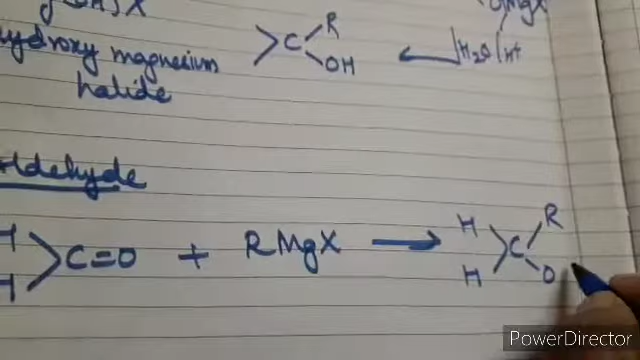 R
>C
OH
H2O/H+
hydroxy magnesium
halide
Aldehyde
H H R
>C=O + RMgX ⟶ C
H H O
PowerDirector